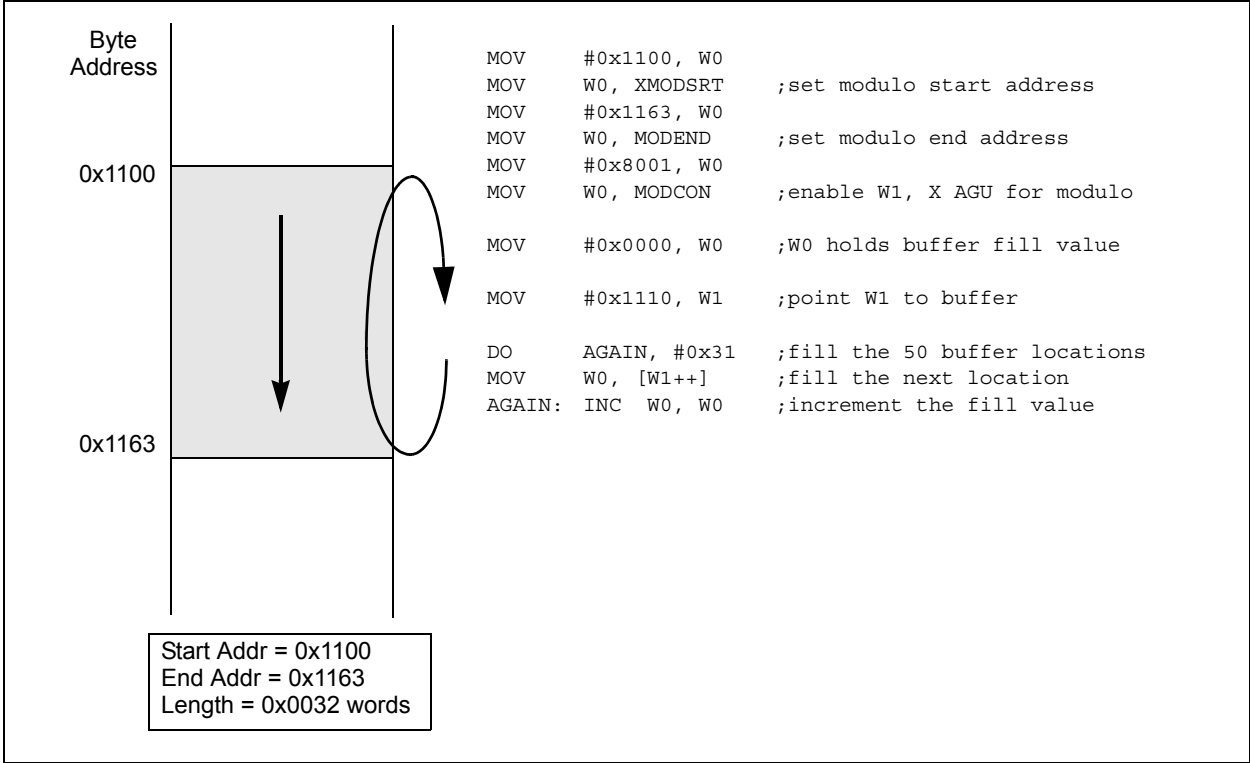 Byte
Address
0x1100
0x1163
MOV #0x1100, W0
MOV W0, XMODSRT ;set modulo start address
MOV #0x1163, W0
MOV W0, MODEND ;set modulo end address
MOV #0x8001, W0
MOV W0, MODCON ;enable W1, X AGU for modulo
MOV #0x0000, W0 ;W0 holds buffer fill value
MOV #0x1110, W1 ;point W1 to buffer
DO AGAIN, #0x31 ;fill the 50 buffer locations
MOV W0, [W1++] ;fill the next location
AGAIN: INC W0, W0 ;increment the fill value
Start Addr = 0x1100
End Addr = 0x1163
Length = 0x0032 words